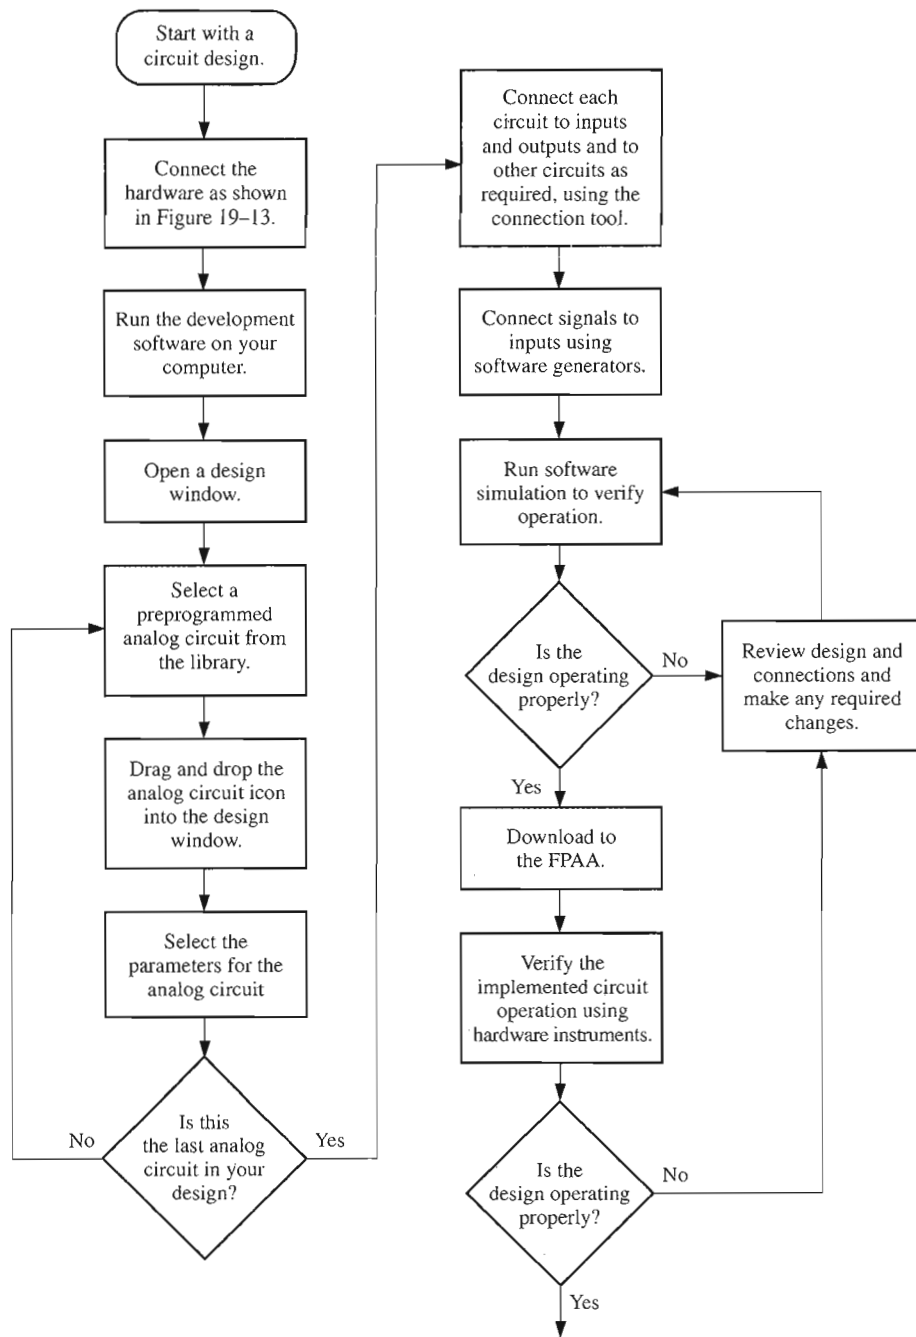 Start with a
circuit design.
Connect the
hardware as shown
in Figure 19–13.
Run the development
software on your
computer.
Open a design
window.
Select a
preprogrammed
analog circuit from
the library.
Drag and drop the
analog circuit icon
into the design
window.
Select the
parameters for the
analog circuit
Is this
the last analog
circuit in your
design?
No
Yes
Connect each
circuit to inputs
and outputs and to
other circuits as
required, using the
connection tool.
Connect signals to
inputs using
software generators.
Run software
simulation to verify
operation.
Is the
design operating
properly?
No
Review design and
connections and
make any required
changes.
Yes
Download to
the FPAA.
Verify the
implemented circuit
operation using
hardware instruments.
Is the
design operating
properly?
No
Yes